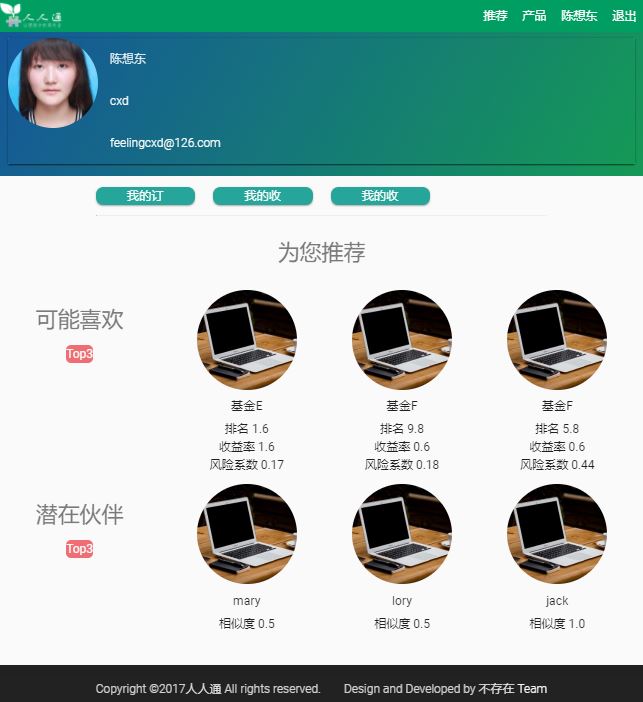 人人通
推荐 产品 陈想东 退出
陈想东
cxd
feelingcxd@126.com
我的订 我的收 我的收
为您推荐
可能喜欢
Top3
基金E 基金F 基金F
排名 1.6 排名 9.8 排名 5.8
收益率 1.6 收益率 0.6 收益率 0.6
风险系数 0.17 风险系数 0.18 风险系数 0.44
潜在伙伴
Top3
mary lory jack
相似度 0.5 相似度 0.5 相似度 1.0
Copyright ©2017人人通 All rights reserved. Design and Developed by 不存在 Team